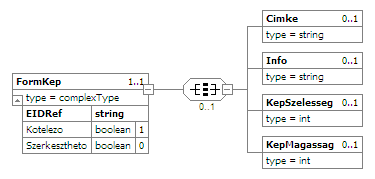 FormKep 1..1
type = complexType
EIDRef string
Kotelezo boolean 1
Szerkesztheto boolean 0
0..1
Cimke 0..1
type = string
Info 0..1
type = string
KepSzelesseg 0..1
type = int
KepMagassag 0..1
type = int